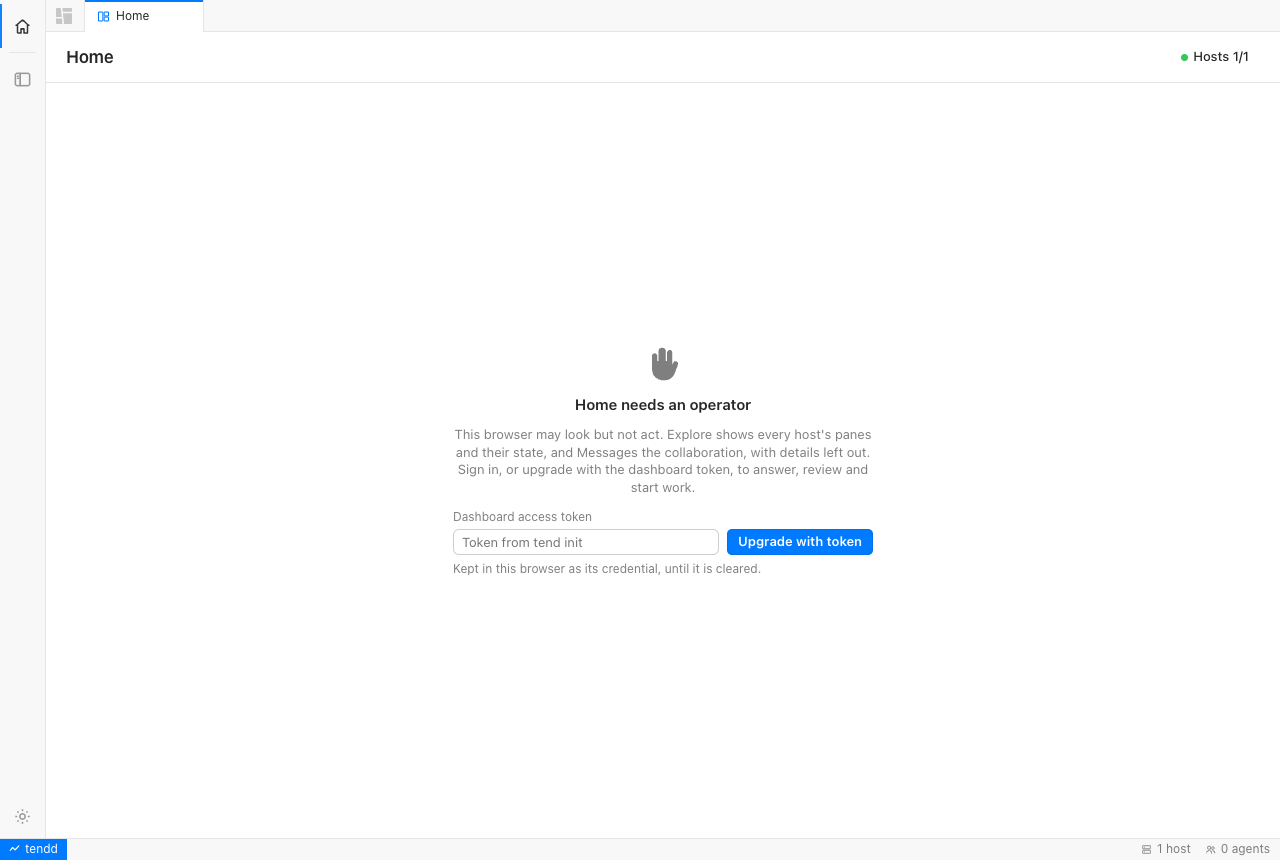 Home
Home
Hosts 1/1
Home needs an operator
This browser may look but not act. Explore shows every host's panes
and their state, and Messages the collaboration, with details left out.
Sign in, or upgrade with the dashboard token, to answer, review and
start work.
Dashboard access token
Token from tend init
Upgrade with token
Kept in this browser as its credential, until it is cleared.
tendd
1 host
0 agents